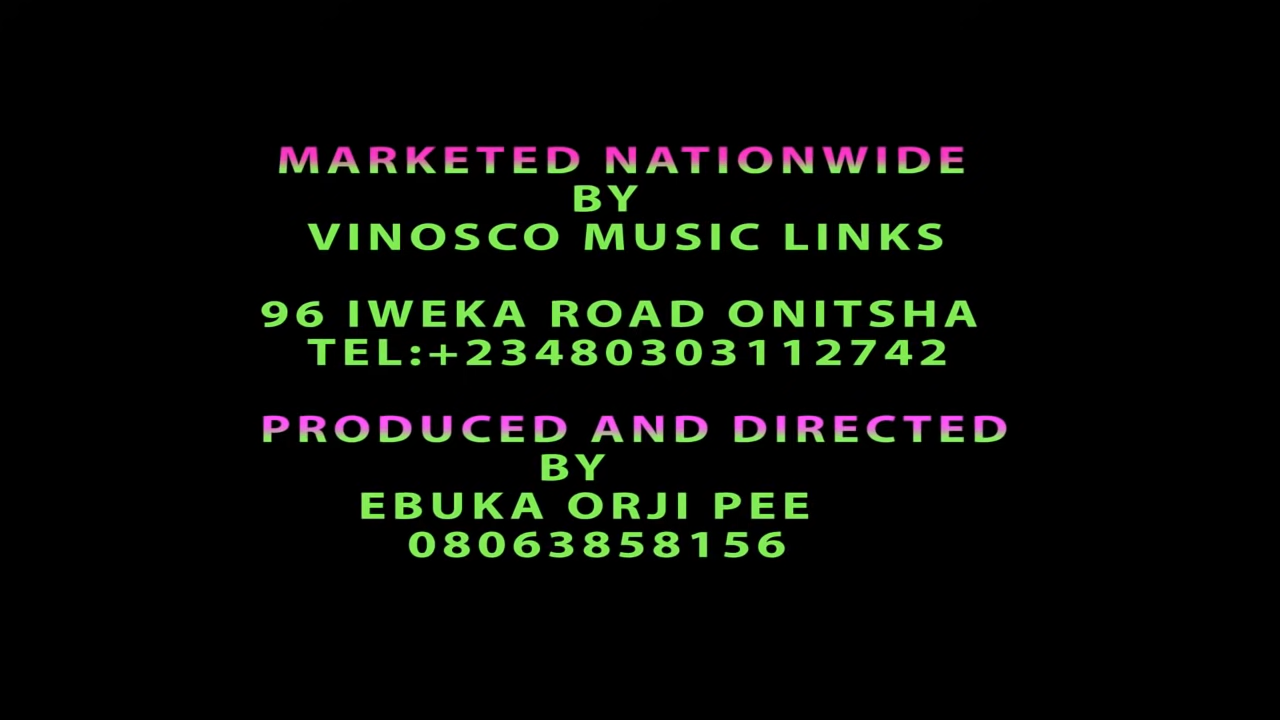 MARKETED NATIONWIDE
BY
VINOSCO MUSIC LINKS
96 IWEKA ROAD ONITSHA
TEL:+23480303112742
PRODUCED AND DIRECTED
BY
EBUKA ORJI PEE
08063858156